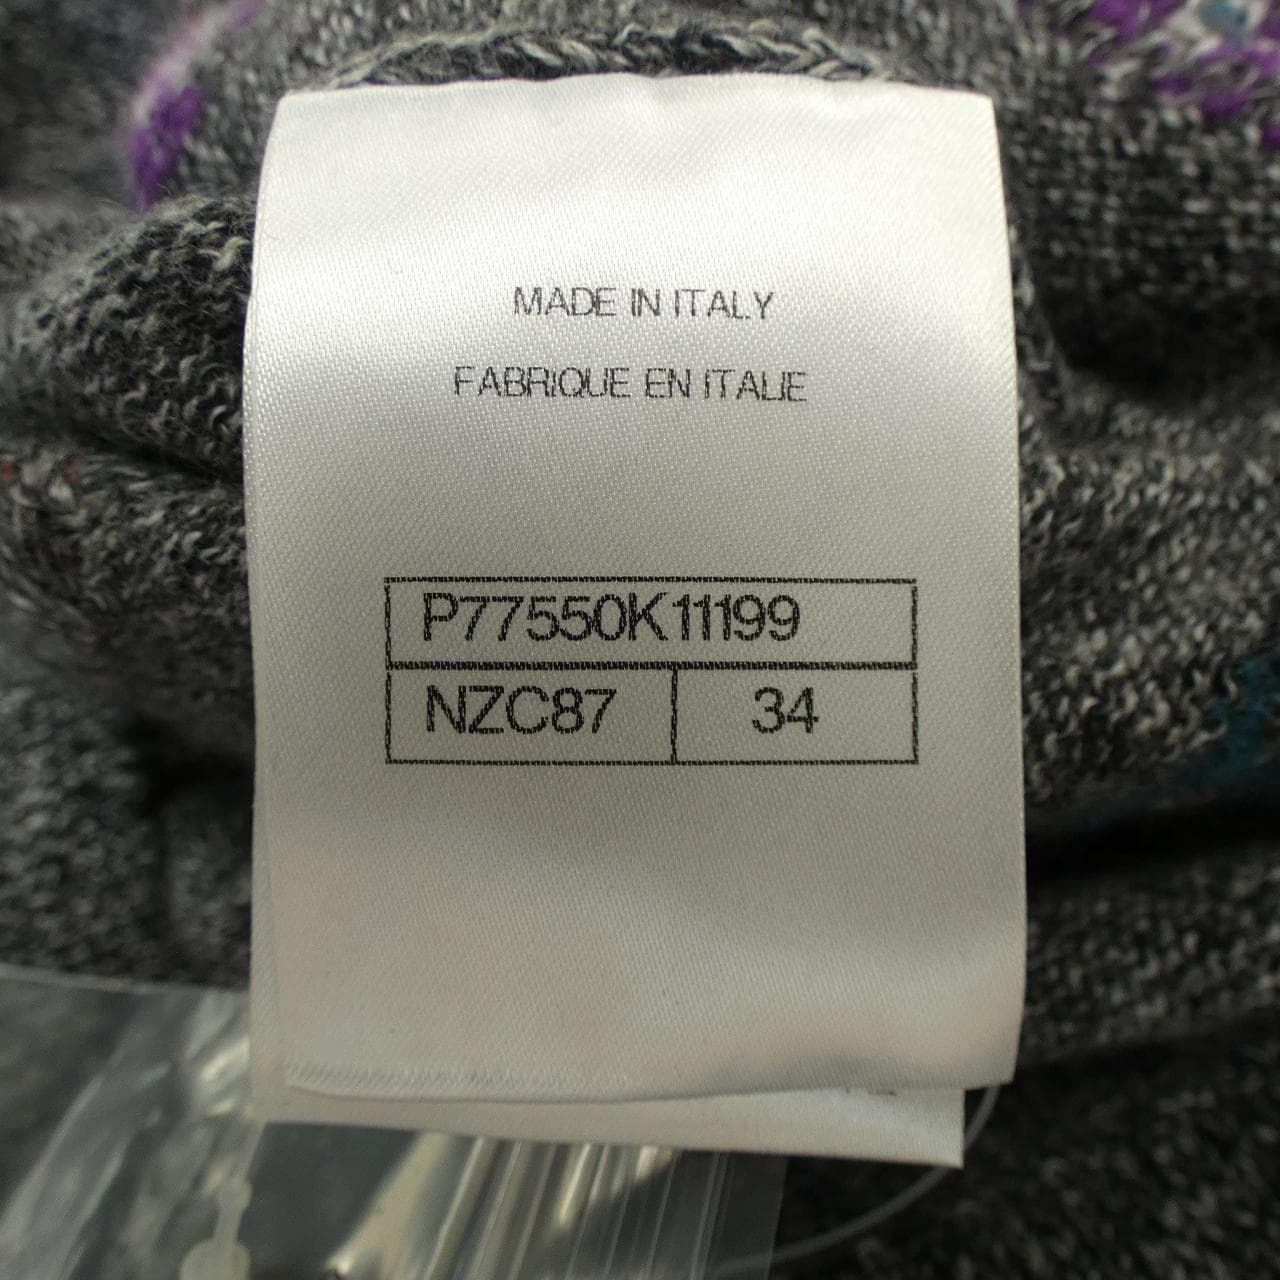 MADE IN ITALY
FABRIQUE EN ITALIE
P77550K11199
NZC87 34